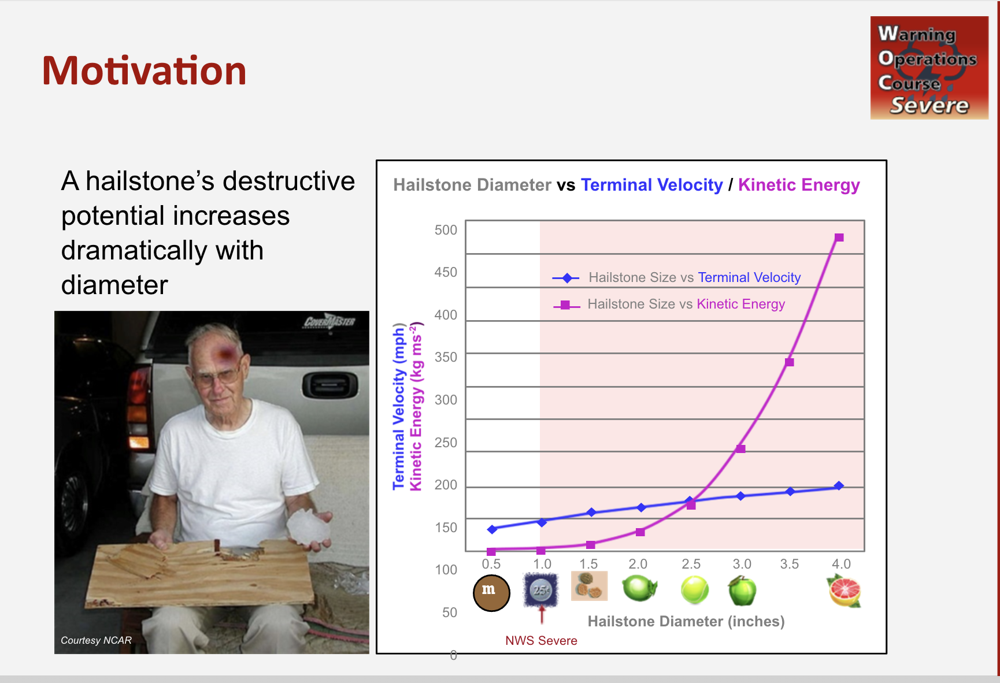 Motivation
Warning
Operations
Course
Severe
A hailstone’s destructive
potential increases
dramatically with
diameter
COVERMASTER
Courtesy NCAR
Hailstone Diameter vs Terminal Velocity / Kinetic Energy
Hailstone Size vs Terminal Velocity
Hailstone Size vs Kinetic Energy
Terminal Velocity (mph)
Kinetic Energy (kg ms-2)
500
450
400
350
300
250
200
150
100
50
0
0.5 1.0 1.5 2.0 2.5 3.0 3.5 4.0
m
25¢
Hailstone Diameter (inches)
NWS Severe